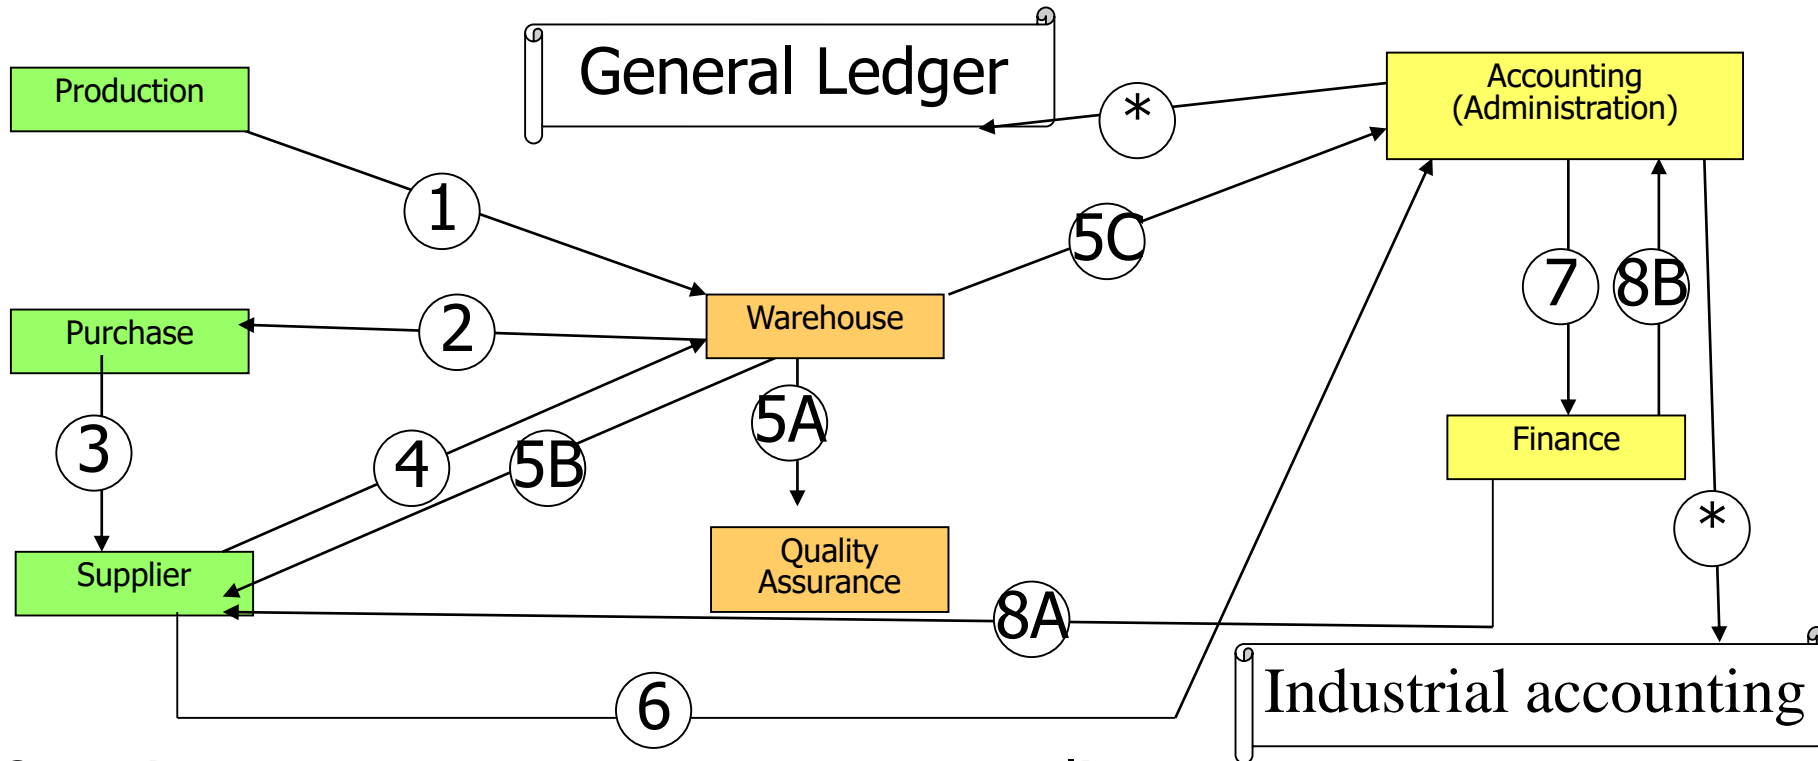 General Ledger
Production
Accounting
(Administration)
*
1
5C
7
8B
Purchase
2
Warehouse
3
4
5B
5A
Finance
*
Supplier
Quality
Assurance
8A
6
Industrial accounting